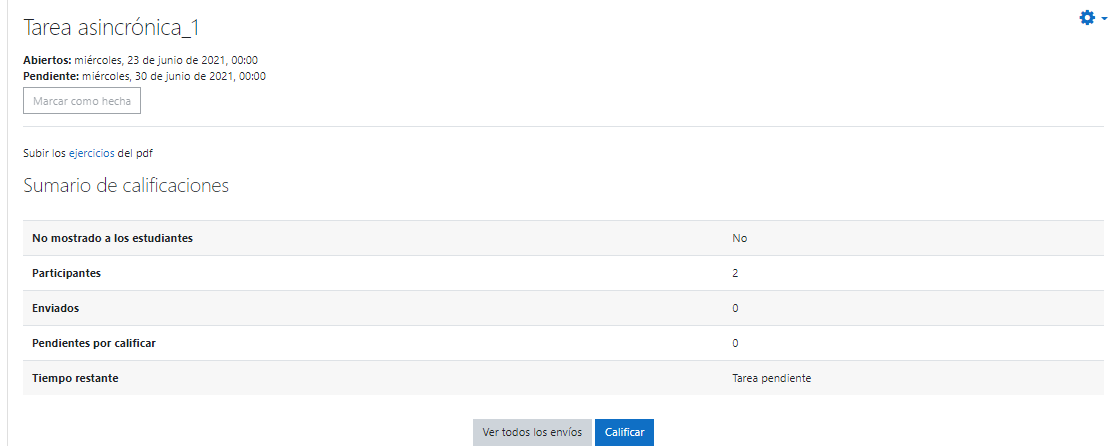 Tarea asincrónica_1
Abiertos: miércoles, 23 de junio de 2021, 00:00
Pendiente: miércoles, 30 de junio de 2021, 00:00
Marcar como hecha
Subir los ejercicios del pdf
Sumario de calificaciones
No mostrado a los estudiantes No
Participantes 2
Enviados 0
Pendientes por calificar 0
Tiempo restante Tarea pendiente
Ver todos los envíos Calificar